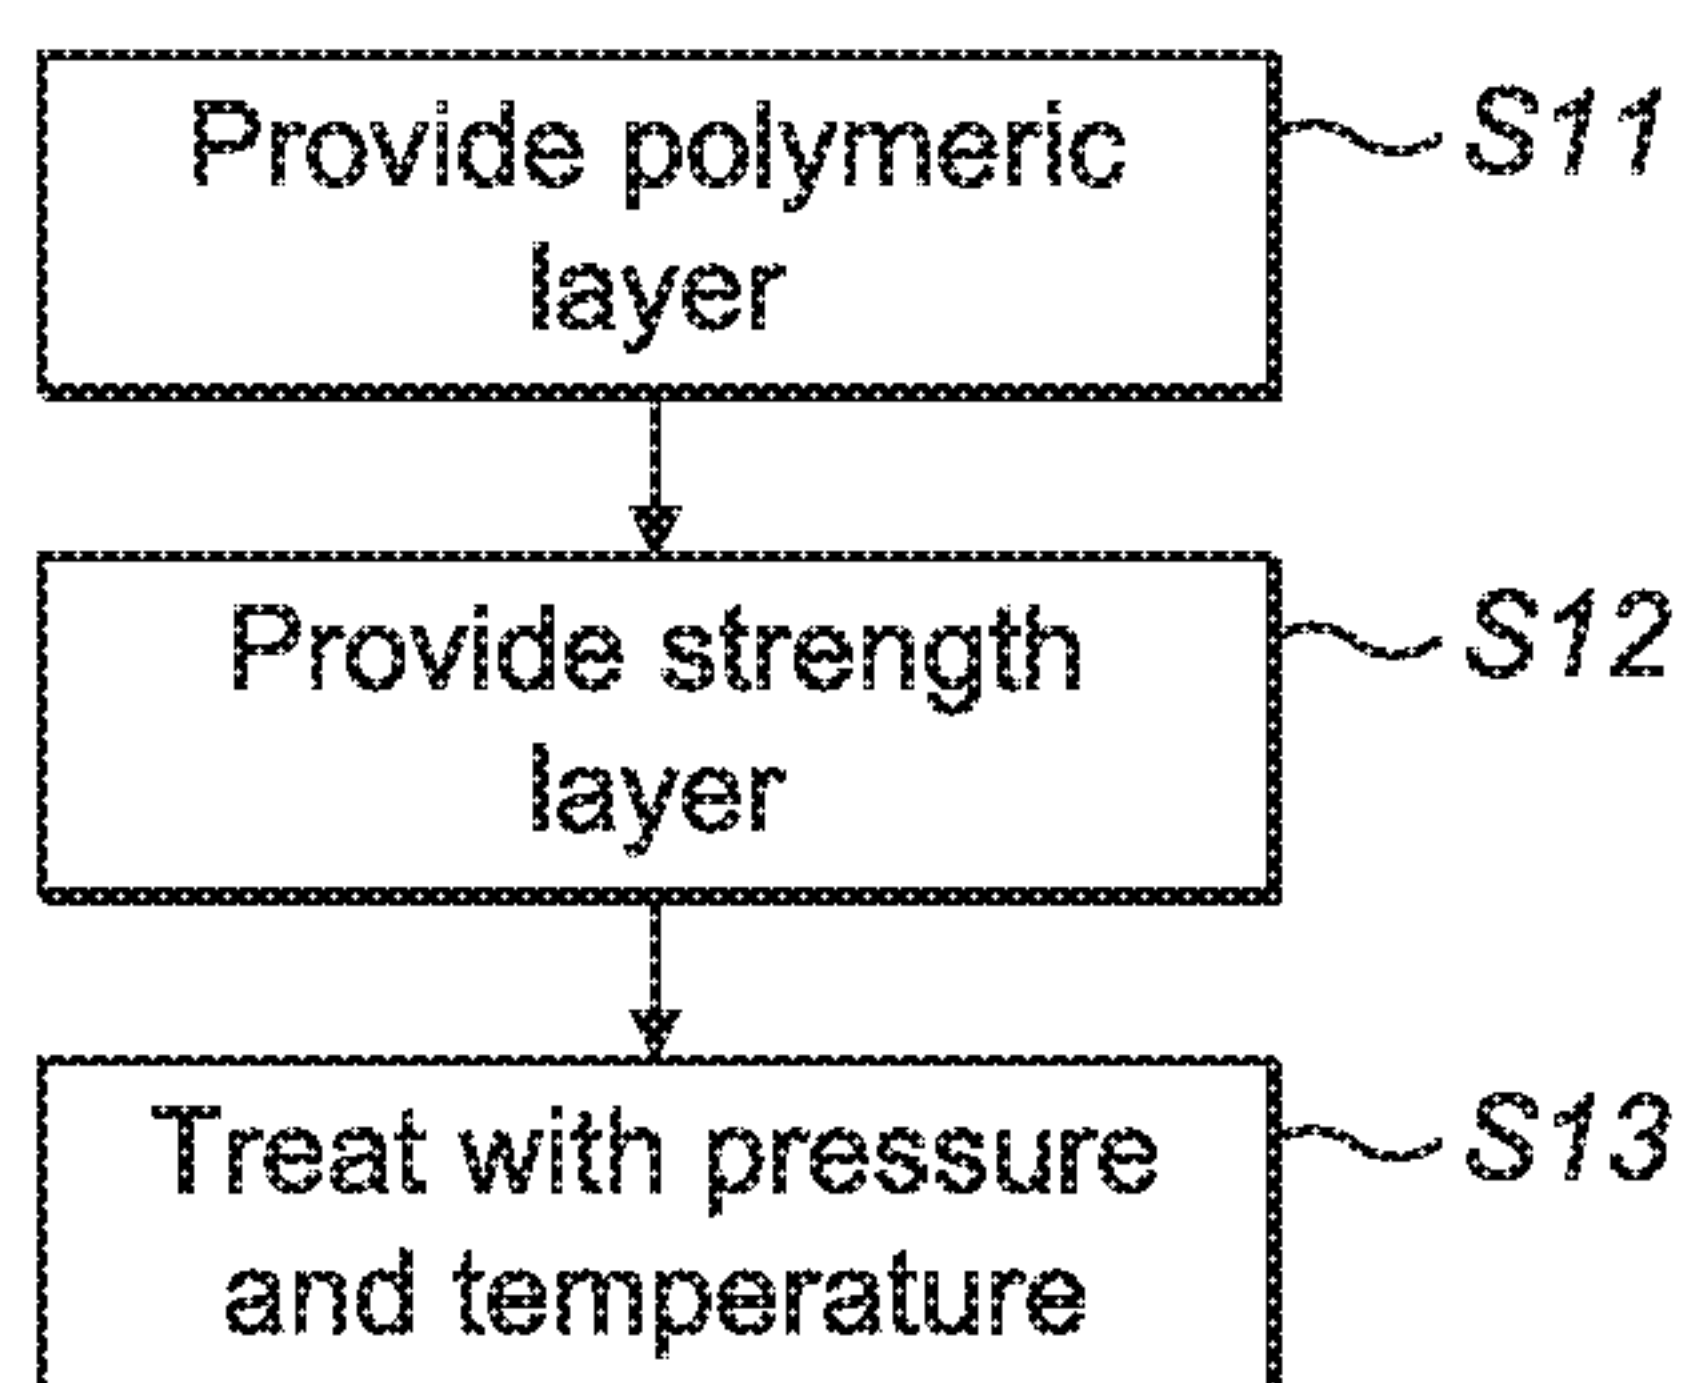 Provide polymeric
layer
S11
Provide strength
layer
S12
Treat with pressure
and temperature
S13